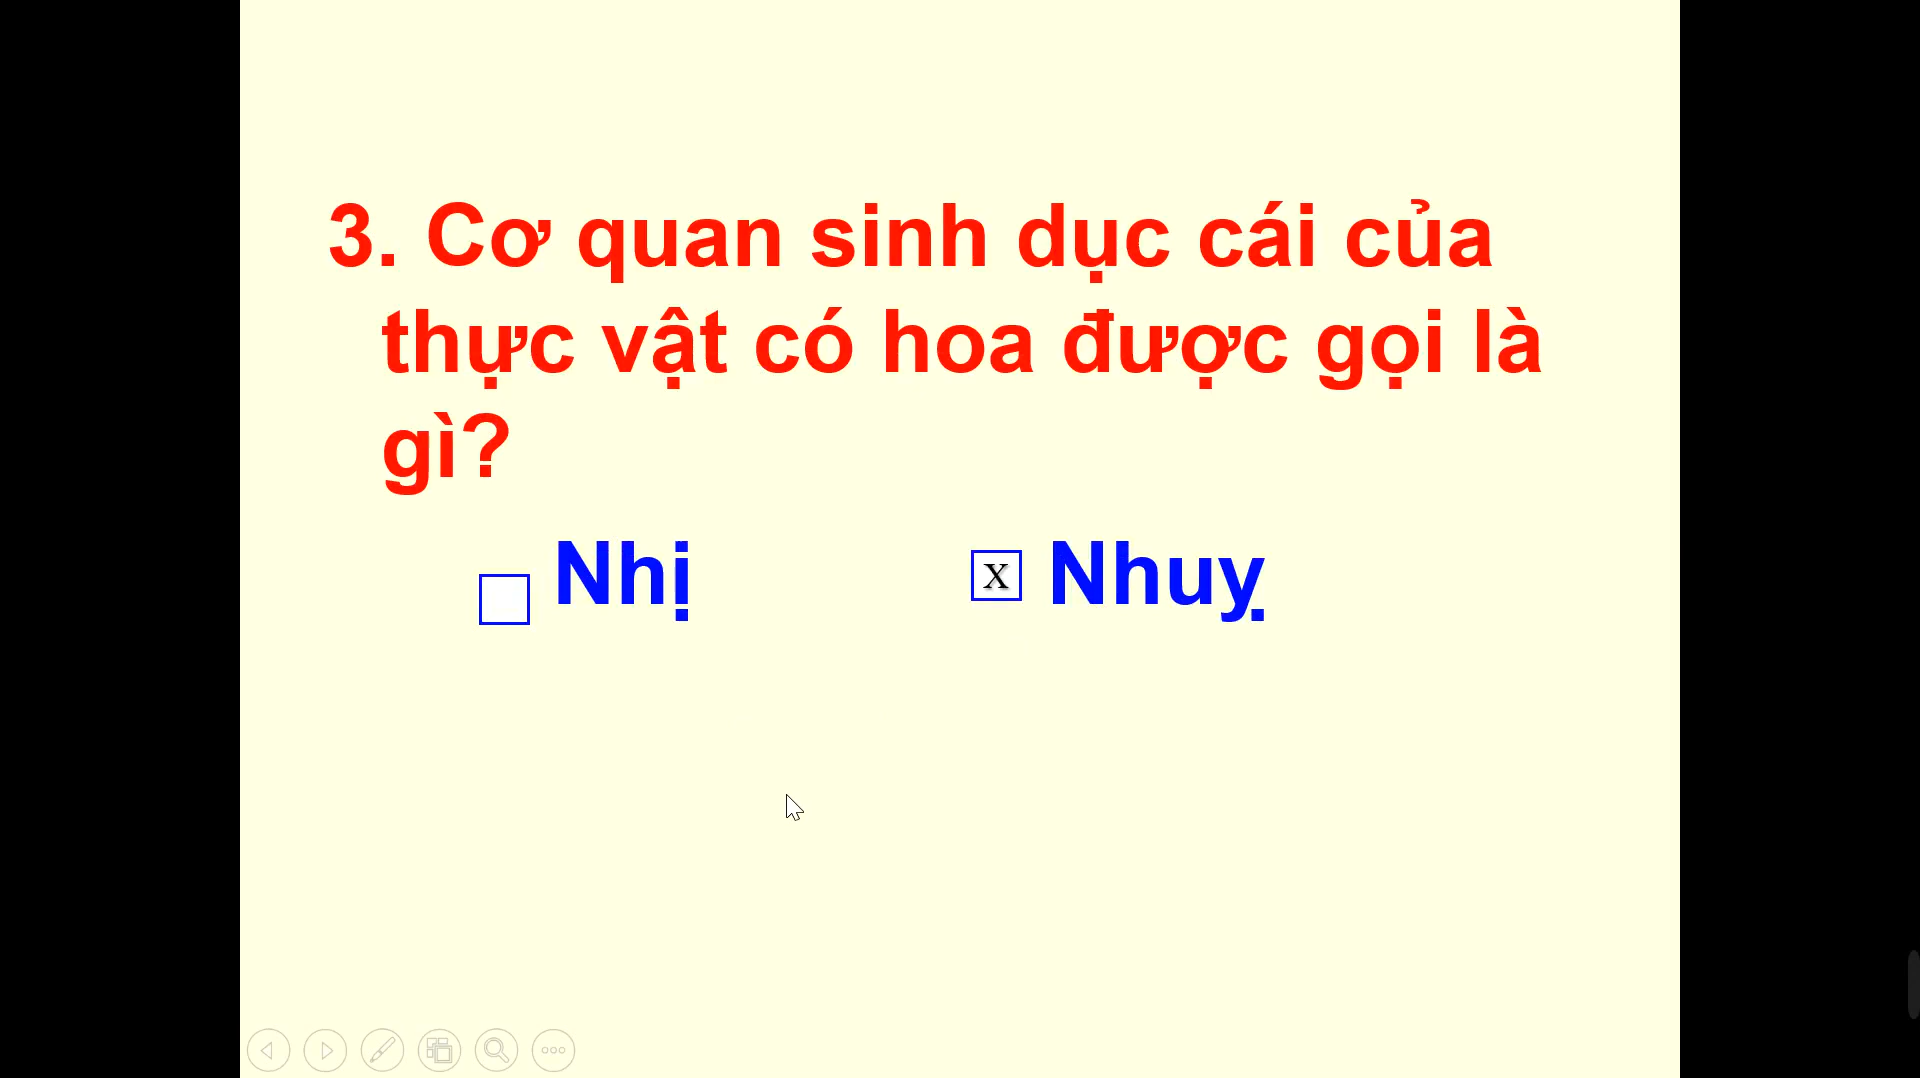 3. Cơ quan sinh dục cái của
thực vật có hoa được gọi là
gì?
Nhị
X Nhuỵ